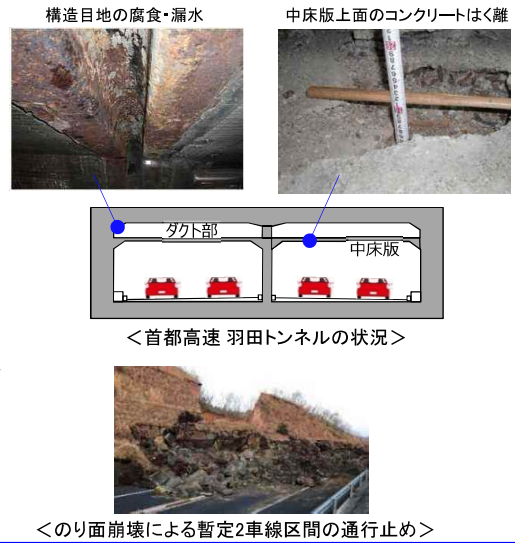 構造目地の腐食・漏水
中床版上面のコンクリートはく離
ダクト部
中床版
＜首都高速 羽田トンネルの状況＞
＜のり面崩壊による暫定2車線区間の通行止め＞